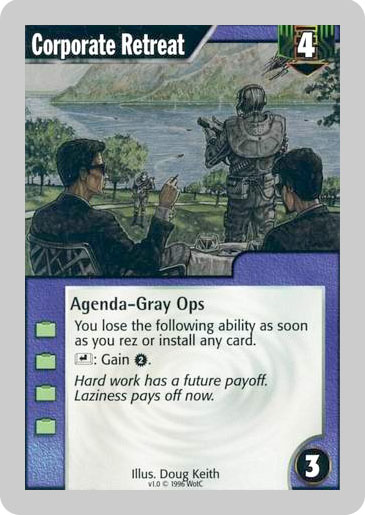 Corporate Retreat
4
Agenda-Gray Ops
You lose the following ability as soon
as you rez or install any card.
: Gain 2.
Hard work has a future payoff.
Laziness pays off now.
Illus. Doug Keith
v1.0 © 1996 WotC
3